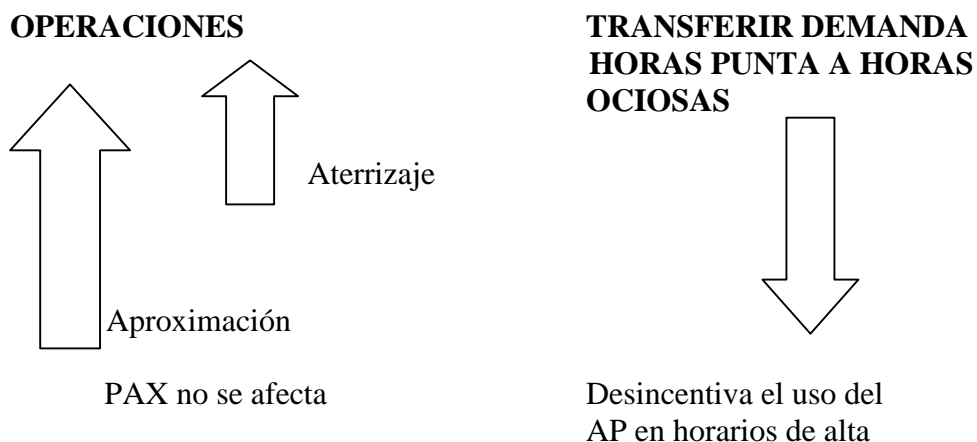 OPERACIONES
Aterrizaje
Aproximación
PAX no se afecta
TRANSFERIR DEMANDA
HORAS PUNTA A HORAS
OCIOSAS
Desincentiva el uso del
AP en horarios de alta